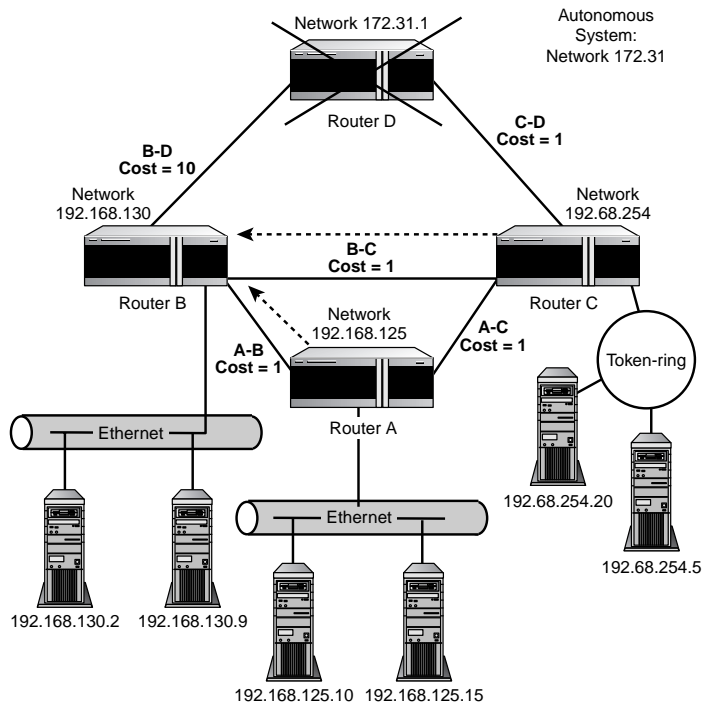 Network 172.31.1
Autonomous
System:
Network 172.31
Router D
B-D
Cost = 10
C-D
Cost = 1
Network
192.168.130
Network
192.68.254
B-C
Cost = 1
Router B
Router C
Network
192.168.125
A-B
Cost = 1
A-C
Cost = 1
Token-ring
Router A
Ethernet
192.68.254.20
Ethernet
192.68.254.5
192.168.130.2
192.168.130.9
192.168.125.10
192.168.125.15